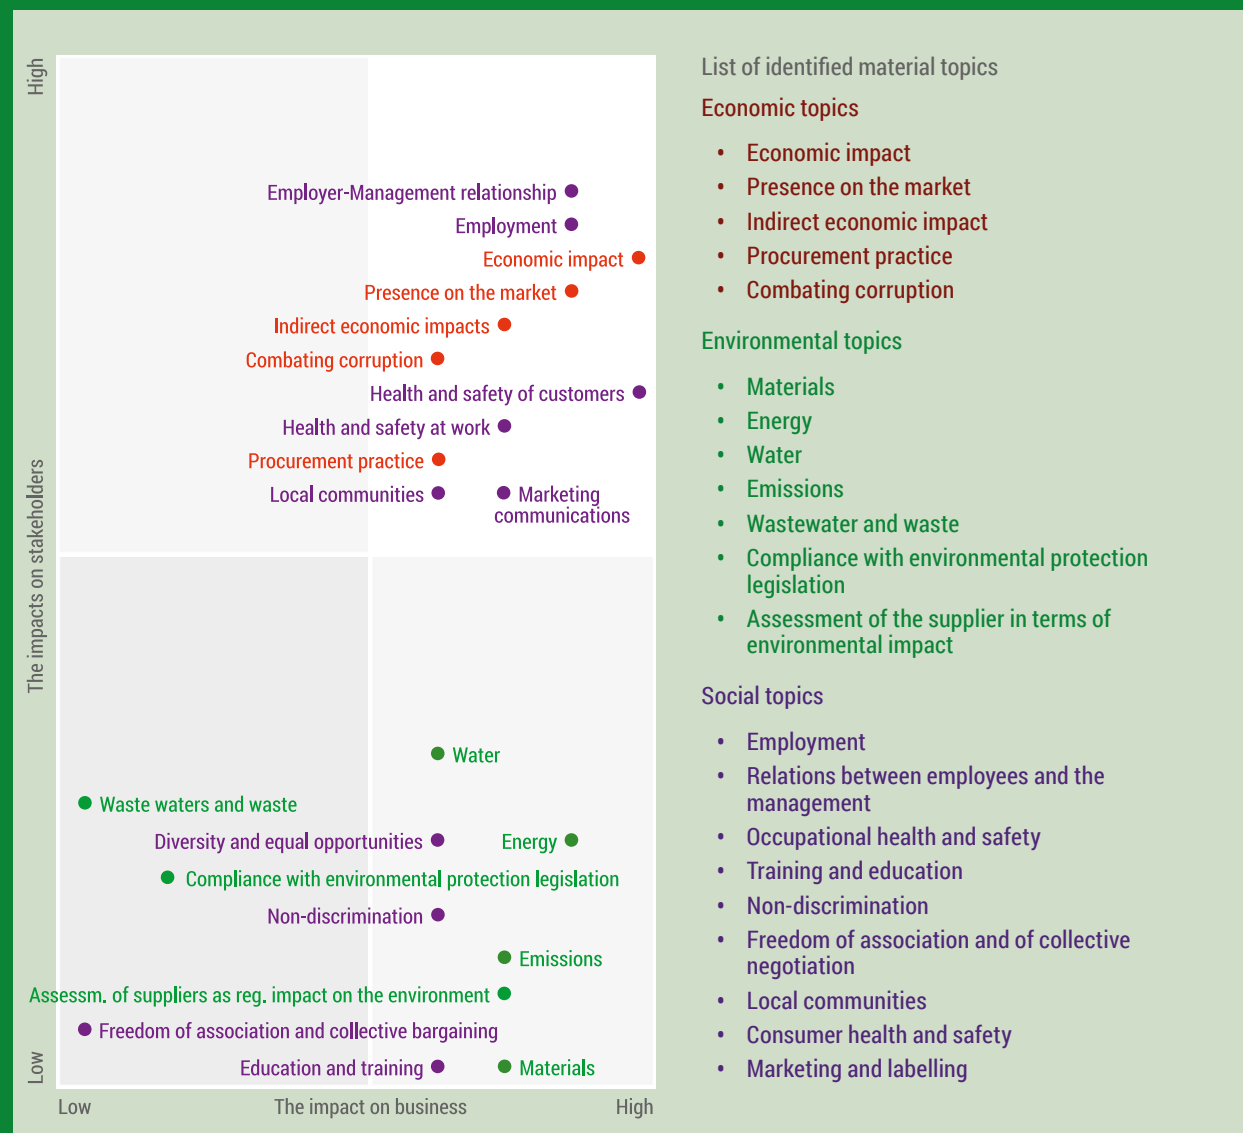 High
Employer-Management relationship
Employment
Economic impact
Presence on the market
Indirect economic impacts
Combating corruption
Health and safety of customers
Health and safety at work
Procurement practice
Local communities
Marketing
communications
The impacts on stakeholders
Water
Waste waters and waste
Diversity and equal opportunities
Energy
Compliance with environmental protection legislation
Non-discrimination
Emissions
Assessm. of suppliers as reg. impact on the environment
Freedom of association and collective bargaining
Education and training
Materials
Low
Low
The impact on business
High
List of identified material topics
Economic topics
• Economic impact
• Presence on the market
• Indirect economic impact
• Procurement practice
• Combating corruption
Environmental topics
• Materials
• Energy
• Water
• Emissions
• Wastewater and waste
• Compliance with environmental protection
legislation
• Assessment of the supplier in terms of
environmental impact
Social topics
• Employment
• Relations between employees and the
management
• Occupational health and safety
• Training and education
• Non-discrimination
• Freedom of association and of collective
negotiation
• Local communities
• Consumer health and safety
• Marketing and labelling